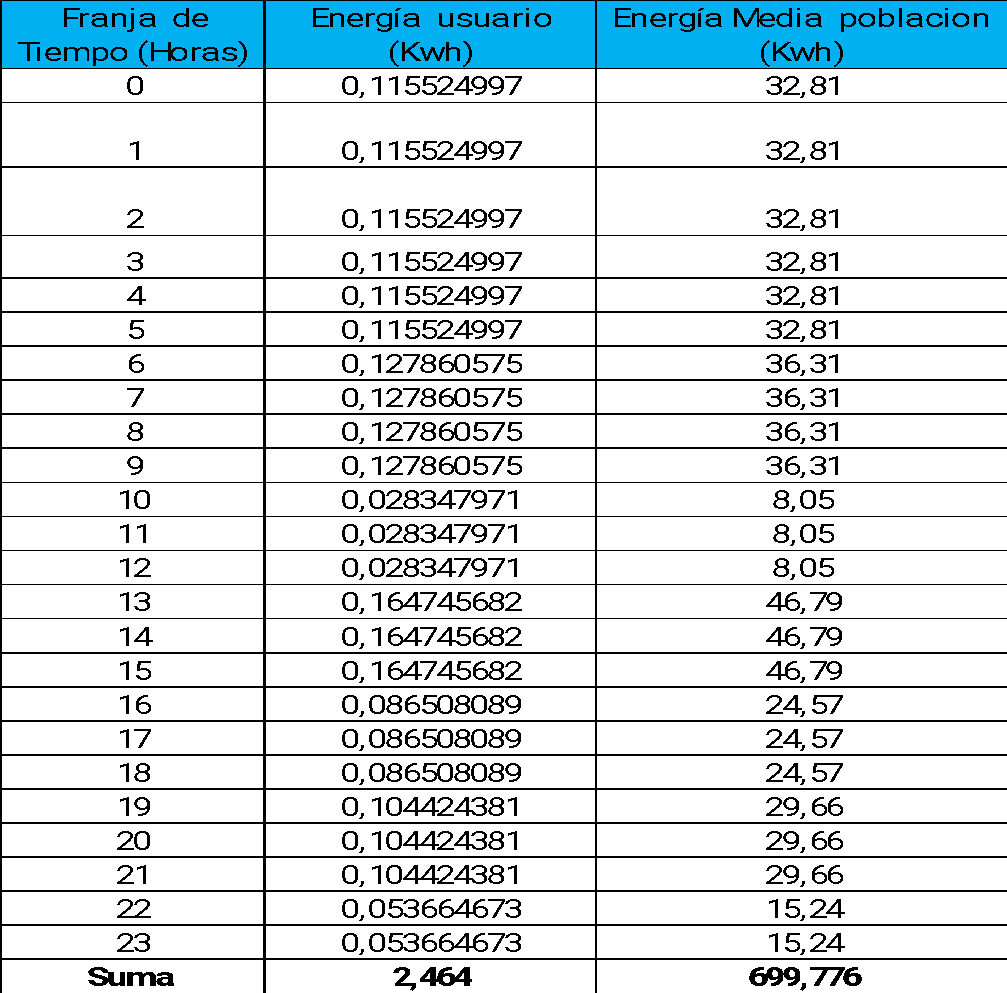 Franja de Tiempo (Horas) Energía usuario (Kwh) Energía Media poblacion (Kwh)
0 0,115524997 32,81
1 0,115524997 32,81
2 0,115524997 32,81
3 0,115524997 32,81
4 0,115524997 32,81
5 0,115524997 32,81
6 0,127860575 36,31
7 0,127860575 36,31
8 0,127860575 36,31
9 0,127860575 36,31
10 0,028347971 8,05
11 0,028347971 8,05
12 0,028347971 8,05
13 0,164745682 46,79
14 0,164745682 46,79
15 0,164745682 46,79
16 0,086508089 24,57
17 0,086508089 24,57
18 0,086508089 24,57
19 0,104424381 29,66
20 0,104424381 29,66
21 0,104424381 29,66
22 0,053664673 15,24
23 0,053664673 15,24
Suma 2,464 699,776